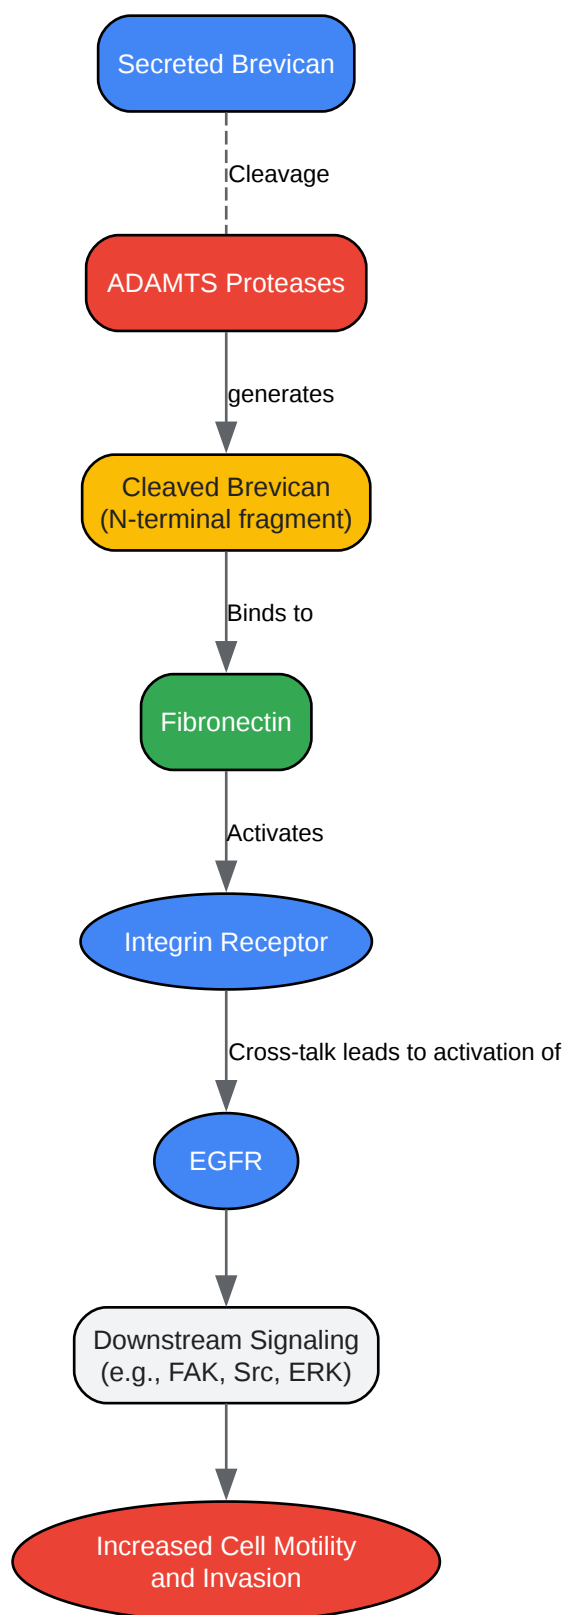 Secreted Brevican
Cleavage
ADAMTS Proteases
generates
Cleaved Brevican
(N-terminal fragment)
Binds to
Fibronectin
Activates
Integrin Receptor
Cross-talk leads to activation of
EGFR
Downstream Signaling
(e.g., FAK, Src, ERK)
Increased Cell Motility
and Invasion